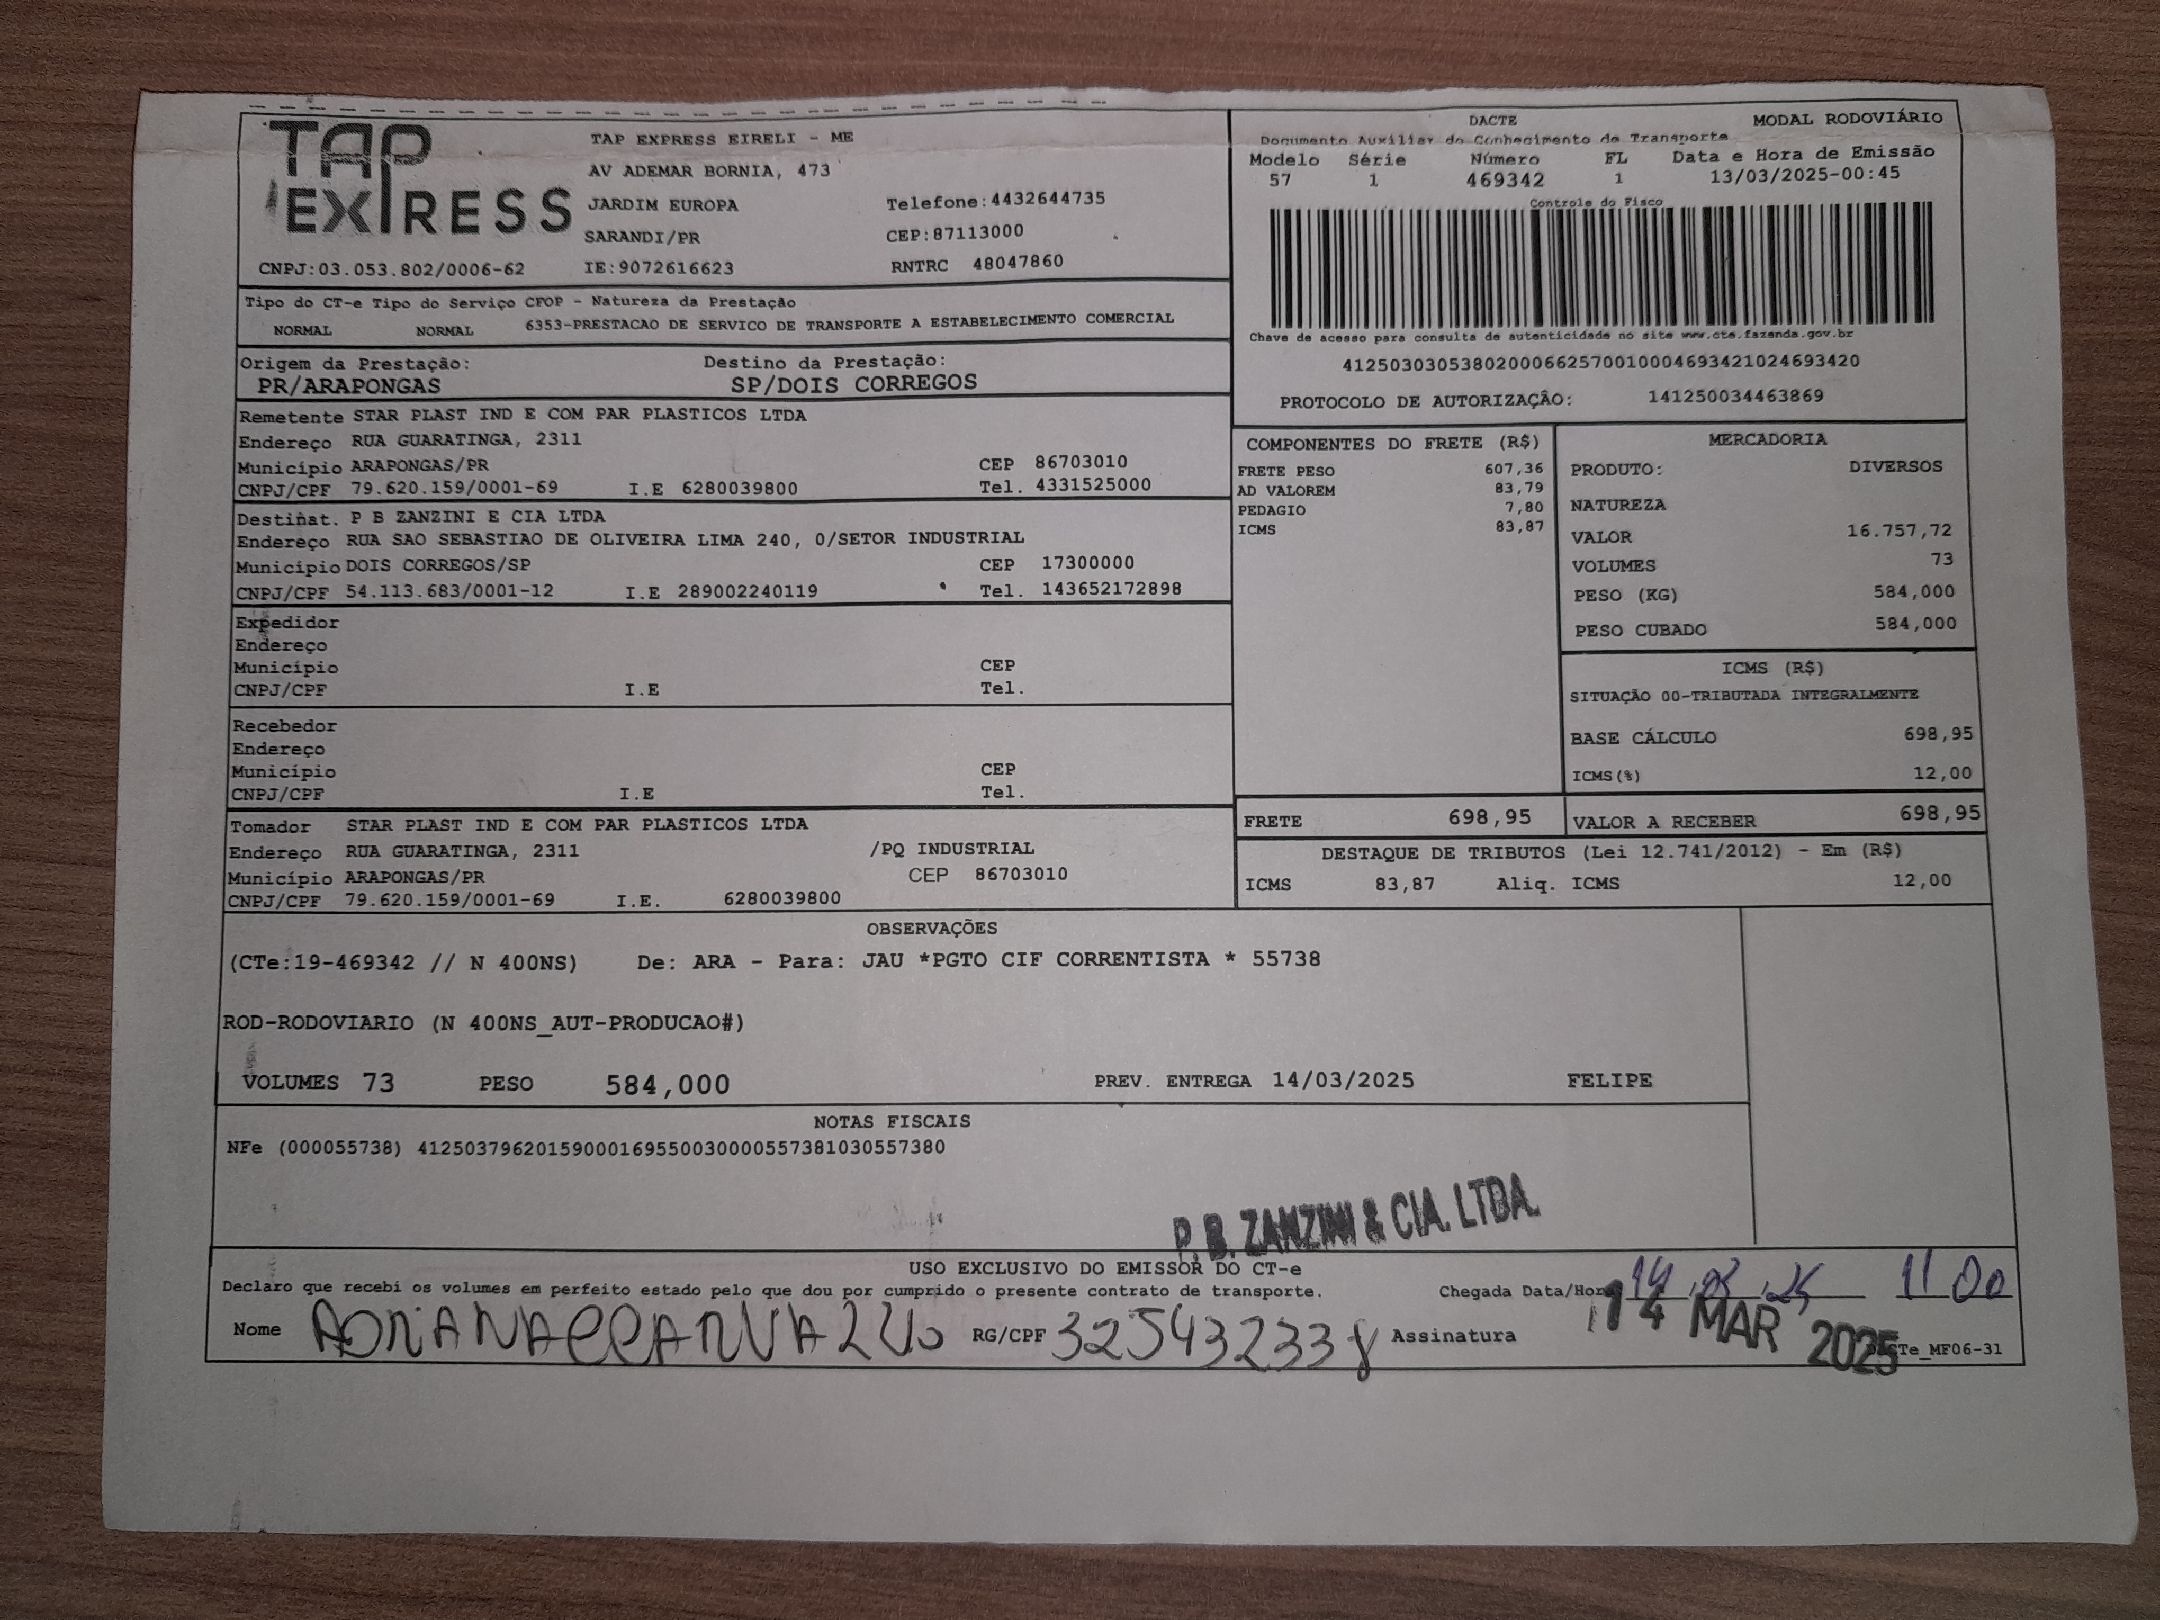 TAP EXPRESS
TAP EXPRESS EIRELI - ME
AV ADEMAR BORNIA, 473
JARDIM EUROPA Telefone:4432644735
SARANDI/PR CEP:87113000
CNPJ:03.053.802/0006-62 IE:9072616623 RNTRC 48047860
DACTE MODAL RODOVIÁRIO
Documento Auxiliar do Conhecimento de Transporte
Modelo Série Número FL Data e Hora de Emissão
57 1 469342 1 13/03/2025-00:45
Controle do Fisco
Chave de acesso para consulta de autenticidade no site www.cte.fazenda.gov.br
41250303053802000662570010004693421024693420
PROTOCOLO DE AUTORIZAÇÃO: 141250034463869
Tipo do CT-e Tipo do Serviço CFOP - Natureza da Prestação
NORMAL NORMAL 6353-PRESTACAO DE SERVICO DE TRANSPORTE A ESTABELECIMENTO COMERCIAL
Origem da Prestação: Destino da Prestação:
PR/ARAPONGAS SP/DOIS CORREGOS
Remetente STAR PLAST IND E COM PAR PLASTICOS LTDA
Endereço RUA GUARATINGA, 2311
Município ARAPONGAS/PR CEP 86703010
CNPJ/CPF 79.620.159/0001-69 I.E 6280039800 Tel. 4331525000
Destinat. P B ZANZINI E CIA LTDA
Endereço RUA SAO SEBASTIAO DE OLIVEIRA LIMA 240, 0/SETOR INDUSTRIAL
Município DOIS CORREGOS/SP CEP 17300000
CNPJ/CPF 54.113.683/0001-12 I.E 289002240119 Tel. 143652172898
Expedidor
Endereço
Município CEP
CNPJ/CPF I.E Tel.
Recebedor
Endereço
Município CEP
CNPJ/CPF I.E Tel.
Tomador STAR PLAST IND E COM PAR PLASTICOS LTDA
Endereço RUA GUARATINGA, 2311 /PQ INDUSTRIAL
Município ARAPONGAS/PR CEP 86703010
CNPJ/CPF 79.620.159/0001-69 I.E. 6280039800
COMPONENTES DO FRETE (R$)
FRETE PESO 607,36
AD VALOREM 83,79
PEDAGIO 7,80
ICMS 83,87
MERCADORIA
PRODUTO: DIVERSOS
NATUREZA
VALOR 16.757,72
VOLUMES 73
PESO (KG) 584,000
PESO CUBADO 584,000
ICMS (R$)
SITUAÇÃO 00-TRIBUTADA INTEGRALMENTE
BASE CÁLCULO 698,95
ICMS(%) 12,00
FRETE 698,95 VALOR A RECEBER 698,95
DESTAQUE DE TRIBUTOS (Lei 12.741/2012) - Em (R$)
ICMS 83,87 Aliq. ICMS 12,00
OBSERVAÇÕES
(CTe:19-469342 // N 400NS) De: ARA - Para: JAU *PGTO CIF CORRENTISTA * 55738
ROD-RODOVIARIO (N 400NS_AUT-PRODUCAO#)
VOLUMES 73 PESO 584,000 PREV. ENTREGA 14/03/2025 FELIPE
NOTAS FISCAIS
NFe (000055738) 41250379620159000169550030000557381030557380
P. B. ZANZINI & CIA. LTDA.
USO EXCLUSIVO DO EMISSOR DO CT-e
Declaro que recebi os volumes em perfeito estado pelo que dou por cumprido o presente contrato de transporte. Chegada Data/Hora 14 03 25 11 00
Nome RG/CPF 325432338 Assinatura
14 MAR 2025
DACTe_MF06-31